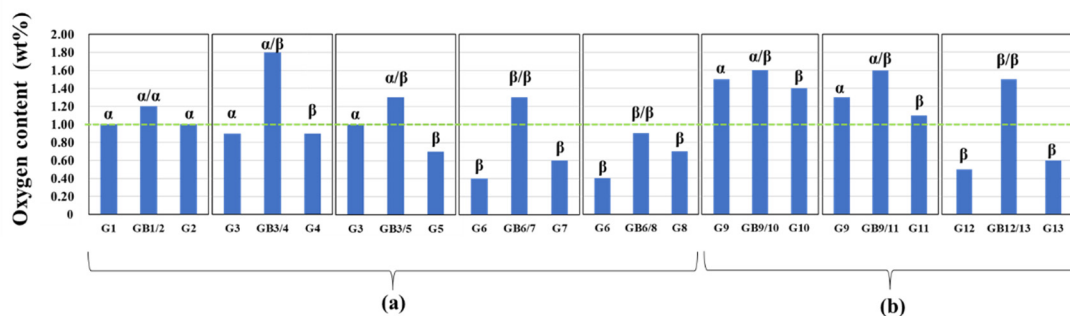 Oxygen content (wt%)
2.00
1.80
1.60
1.40
1.20
1.00
0.80
0.60
0.40
0.20
0
α α/α α
α α/β β
α α/β β
β β/β β
β β/β β
α α/β β
α α/β β
β β/β β
G1 GB1/2 G2 G3 GB3/4 G4 G3 GB3/5 G5 G6 GB6/7 G7 G6 GB6/8 G8 G9 GB9/10 G10 G9 GB9/11 G11 G12 GB12/13 G13
(a) (b)